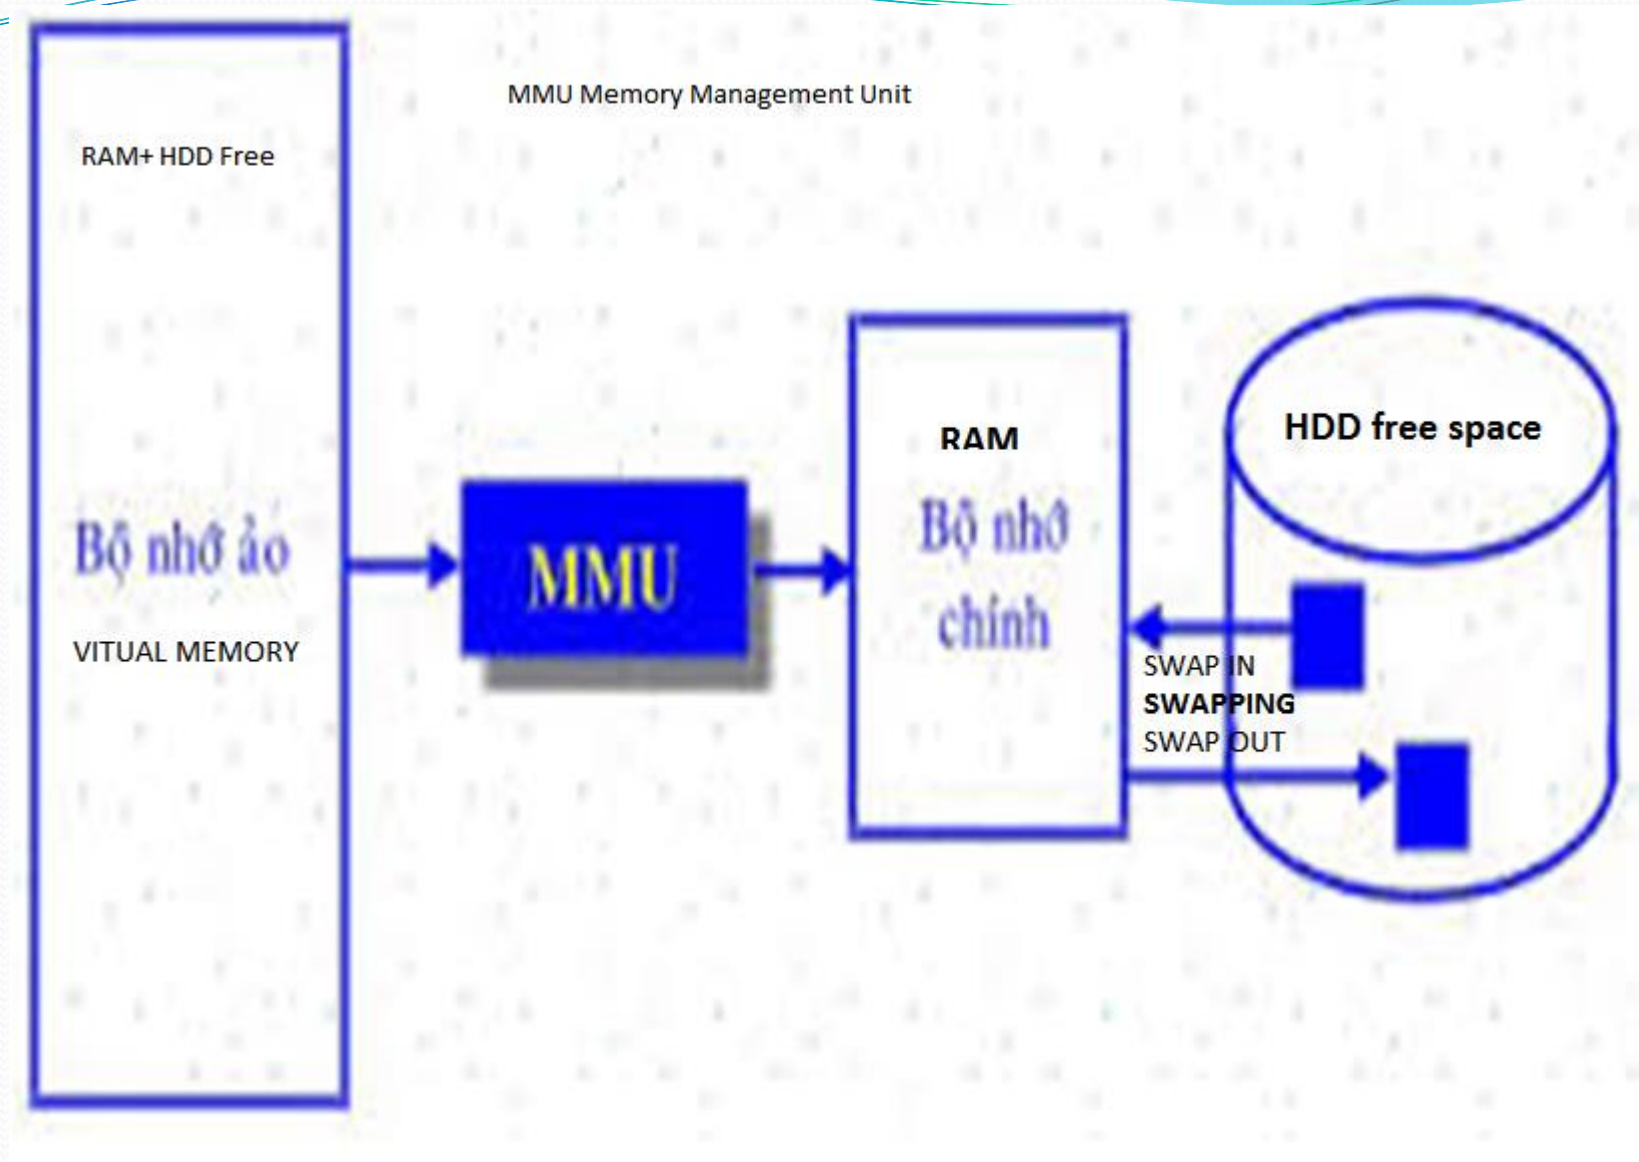 MMU Memory Management Unit
RAM+ HDD Free
HDD free space
RAM
Bộ nhớ
chính
Bộ nhớ ảo
MMU
VITUAL MEMORY
SWAP IN
SWAPPING
SWAP OUT